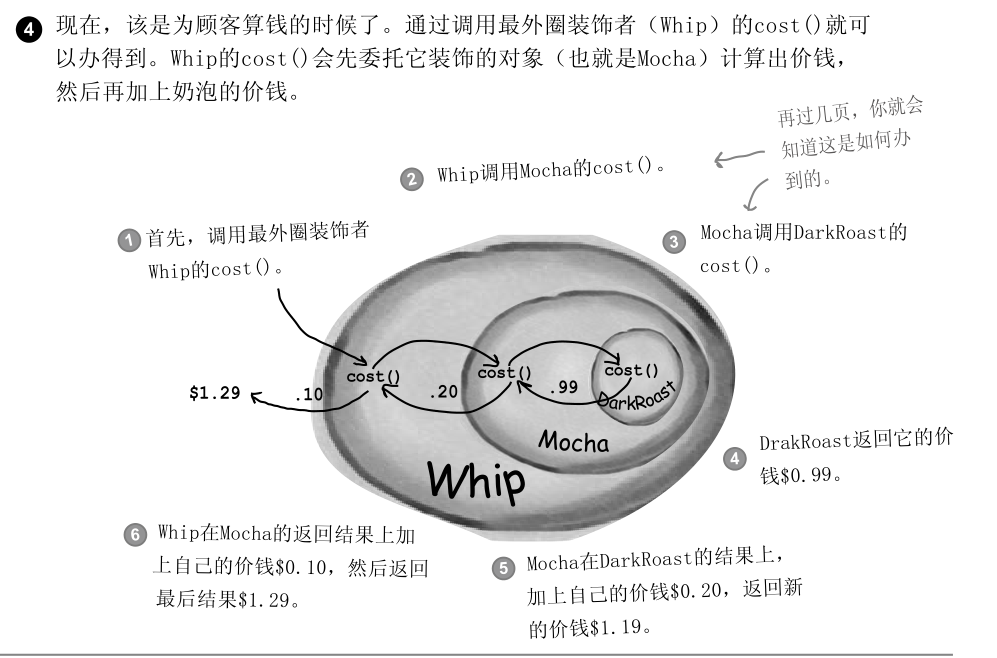 4 现在，该是为顾客算钱的时候了。通过调用最外圈装饰者（Whip）的cost()就可
以办得到。Whip的cost()会先委托它装饰的对象（也就是Mocha）计算出价钱，
然后再加上奶泡的价钱。
再过几页，你就会
知道这是如何办
到的。
2 Whip调用Mocha的cost()。
1 首先，调用最外圈装饰者
Whip的cost()。
3 Mocha调用DarkRoast的
cost()。
cost()
cost()
cost()
$1.29
.10
.20
.99
DarkRoast
Mocha
Whip
4 DrakRoast返回它的价
钱$0.99。
6 Whip在Mocha的返回结果上加
上自己的价钱$0.10，然后返回
最后结果$1.29。
5 Mocha在DarkRoast的结果上，
加上自己的价钱$0.20，返回新
的价钱$1.19。